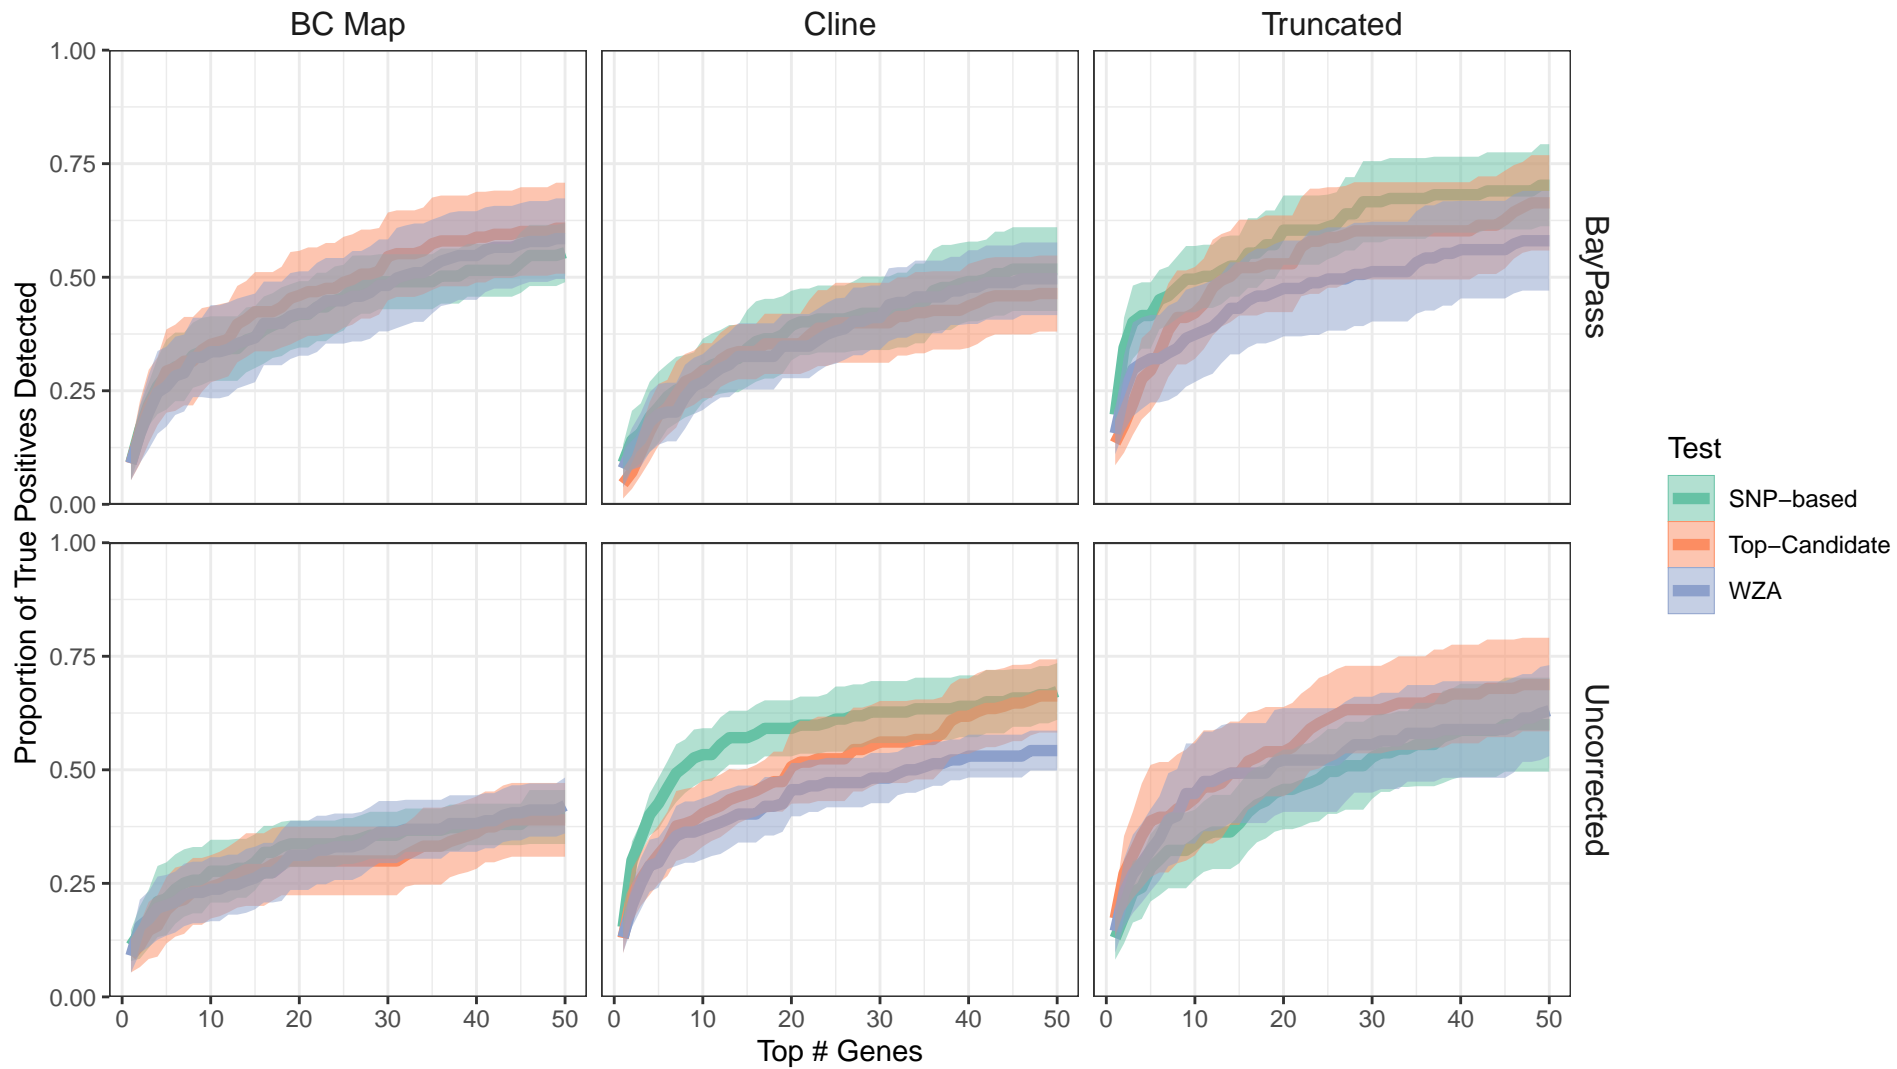 BC Map
Cline
Truncated
Proportion of True Positives Detected
1.00
0.75
0.50
0.25
0.00
BayPass
1.00
0.75
0.50
0.25
0.00
Uncorrected
0 10 20 30 40 50
0 10 20 30 40 50
0 10 20 30 40 50
Top # Genes
Test
SNP−based
Top−Candidate
WZA